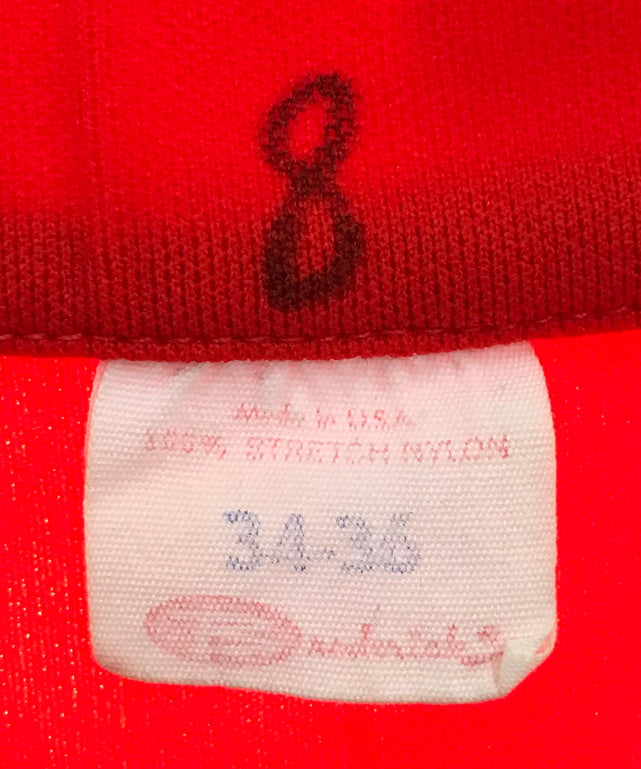 8
Made in U.S.A.
100% STRETCH NYLON
34-36